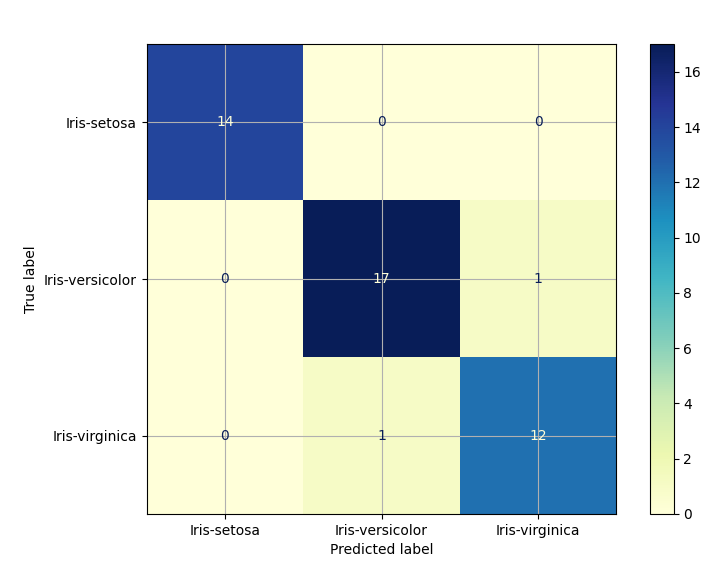 Iris-setosa 14 0 0
Iris-versicolor 0 17 1
Iris-virginica 0 1 12
Iris-setosa Iris-versicolor Iris-virginica
Predicted label
True label
16
14
12
10
8
6
4
2
0